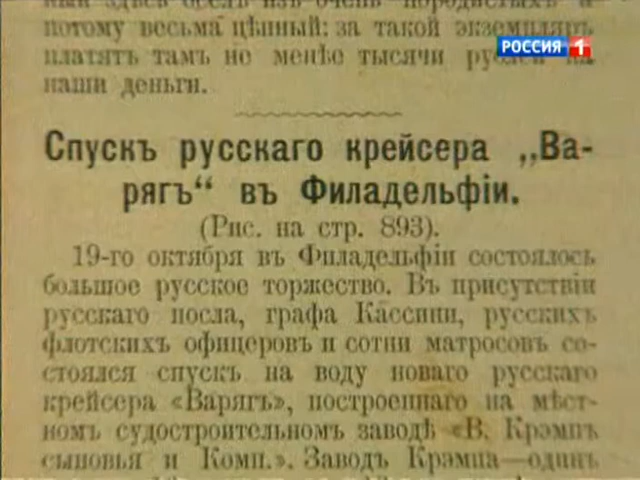 потому весьма цѣнный: за такой экземпляръ
платятъ тамъ не менѣе тысячи рублей на
наши деньги.
РОССИЯ 1
Спускъ русскаго крейсера „Ва-
рягъ“ въ Филадельфіи.
(Рис. на стр. 893).
19-го октября въ Филадельфіи состоялось
большое русское торжество. Въ присутствіи
русскаго посла, графа Кассини, русскихъ
флотскихъ офицеровъ и сотни матросовъ со-
стоялся спускъ на воду новаго русскаго
крейсера «Варягъ», построеннаго на мѣст-
номъ судостроительномъ заводѣ «В. Крэмпъ
сыновья и Комп.». Заводъ Крэмпа—одинъ